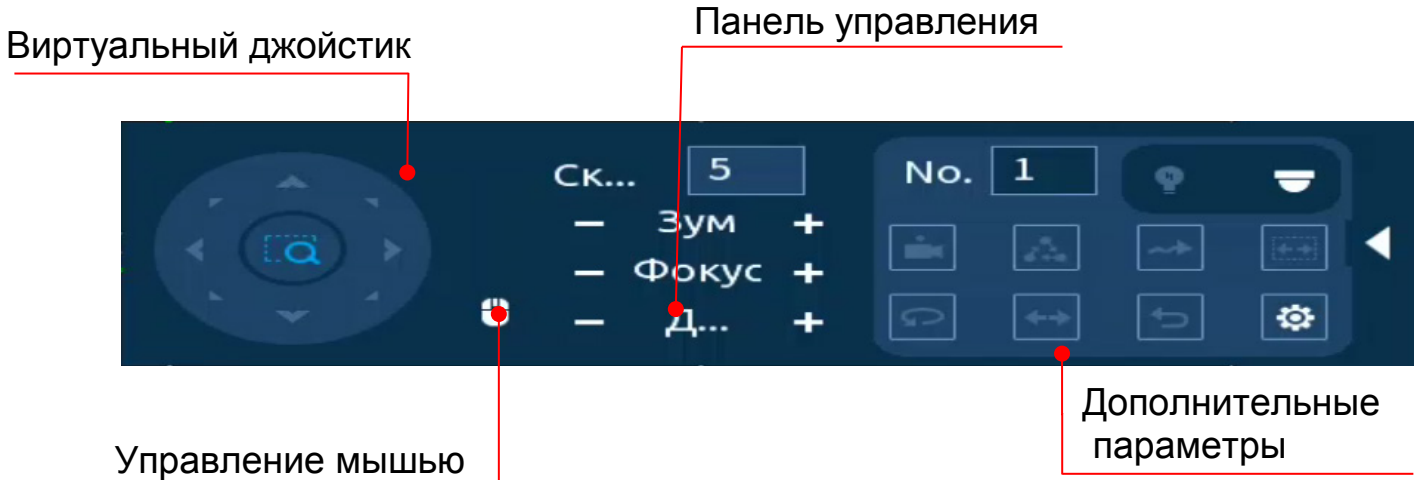 Панель управления
Виртуальный джойстик
Ск... 5 No. 1
− Зум +
− Фокус +
− Д... +
Дополнительные
параметры
Управление мышью